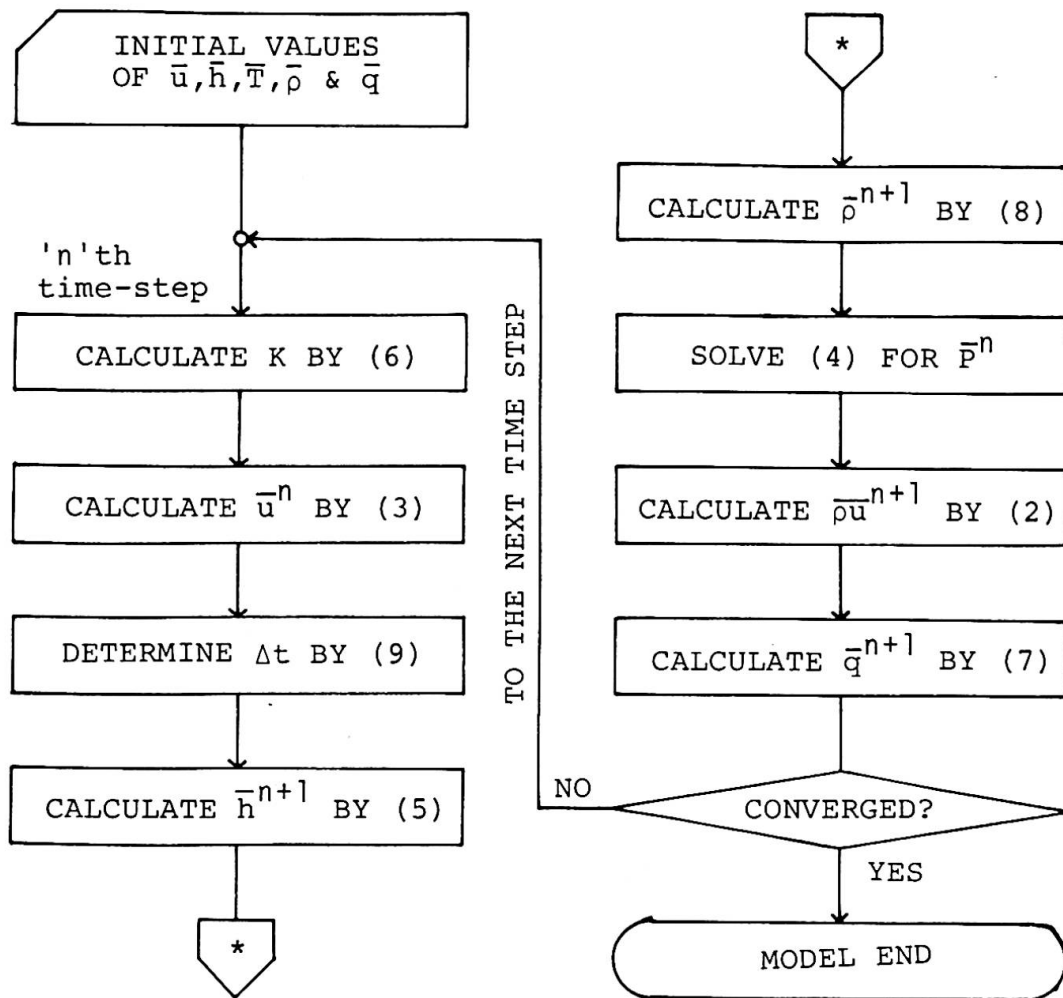 INITIAL VALUES
OF ū,h̄,T̄,ρ̄ & q̄
'n'th
time-step
CALCULATE K BY (6)
CALCULATE ūⁿ BY (3)
DETERMINE Δt BY (9)
CALCULATE h̄ⁿ⁺¹ BY (5)
*
TO THE NEXT TIME STEP
*
CALCULATE ρ̄ⁿ⁺¹ BY (8)
SOLVE (4) FOR P̄ⁿ
CALCULATE ρ̄ūⁿ⁺¹ BY (2)
CALCULATE q̄ⁿ⁺¹ BY (7)
NO
CONVERGED?
YES
MODEL END